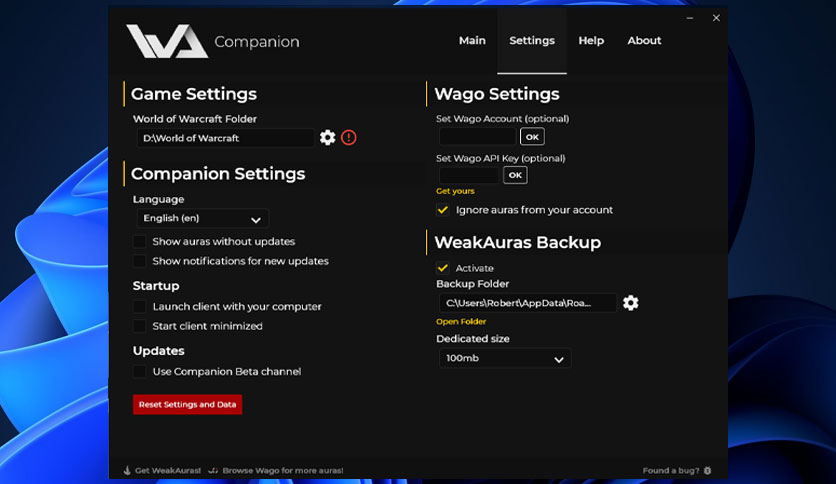 WA Companion
Main
Settings
Help
About
Game Settings
World of Warcraft Folder
D:\World of Warcraft
Companion Settings
Language
English (en)
Show auras without updates
Show notifications for new updates
Startup
Launch client with your computer
Start client minimized
Updates
Use Companion Beta channel
Reset Settings and Data
Wago Settings
Set Wago Account (optional)
OK
Set Wago API Key (optional)
OK
Get yours
Ignore auras from your account
WeakAuras Backup
Activate
Backup Folder
C:\Users\Robert\AppData\Roa...
Open Folder
Dedicated size
100mb
Get WeakAuras!
Browse Wago for more auras!
Found a bug?